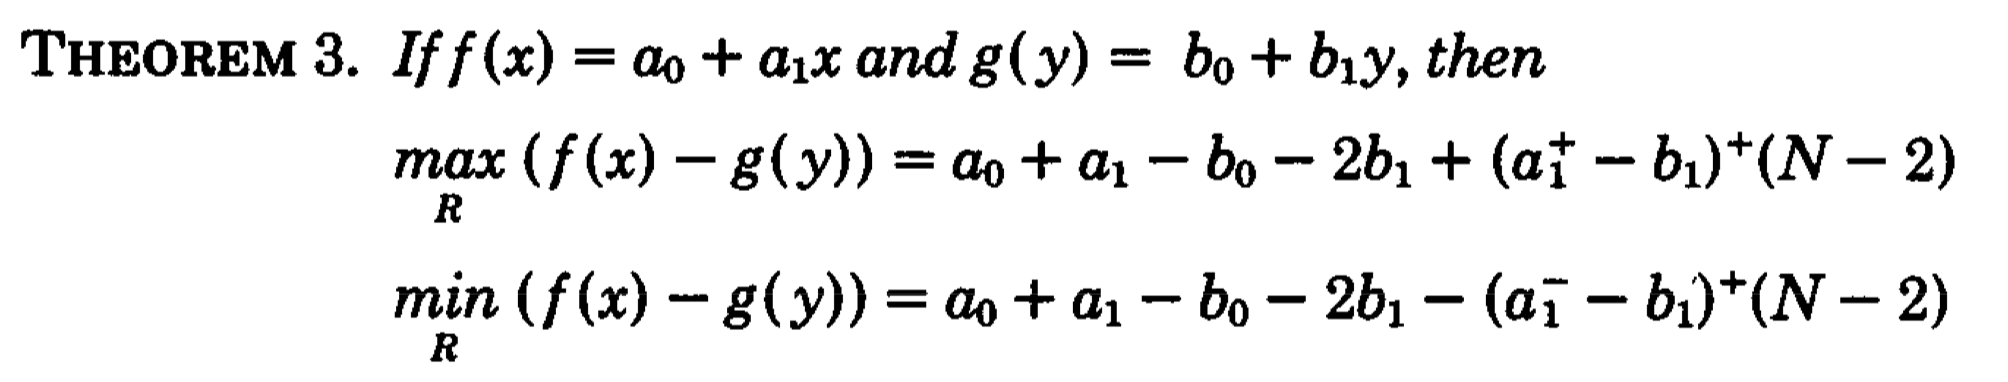 THEOREM 3. If f(x) = a₀ + a₁x and g(y) = b₀ + b₁y, then
max (f(x) − g(y)) = a₀ + a₁ − b₀ − 2b₁ + (a₁⁺ − b₁)⁺(N − 2)
R
min (f(x) − g(y)) = a₀ + a₁ − b₀ − 2b₁ − (a₁⁻ − b₁)⁺(N − 2)
R